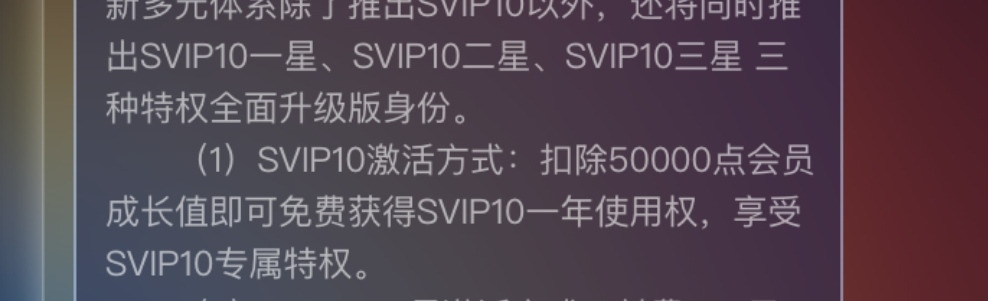 新多元体系除了推出SVIP10以外，还将同时推
出SVIP10一星、SVIP10二星、SVIP10三星 三
种特权全面升级版身份。
（1）SVIP10激活方式：扣除50000点会员
成长值即可免费获得SVIP10一年使用权，享受
SVIP10专属特权。